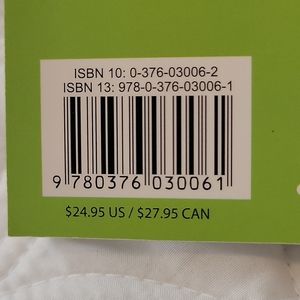 ISBN 10: 0-376-03006-2
ISBN 13: 978-0-376-03006-1
9 780376 030061
$24.95 US / $27.95 CAN